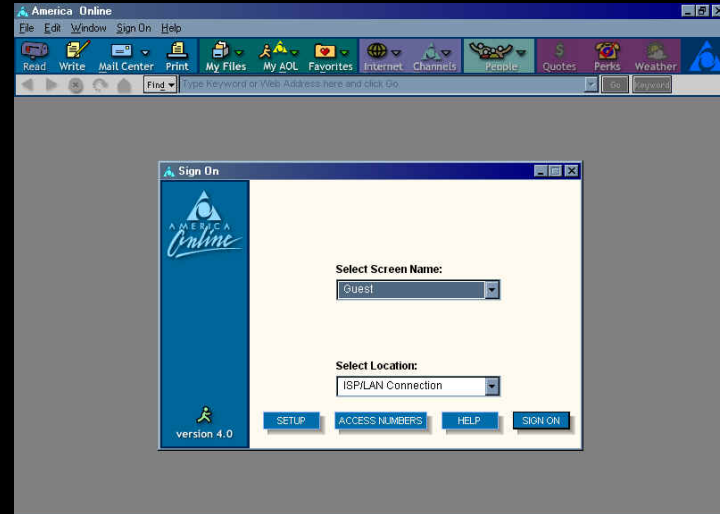 America Online
File Edit Window Sign On Help
Read Write Mail Center Print My Files My AOL Favorites Internet Channels People Quotes Perks Weather
Find Type Keyword or Web Address here and click Go Go Keyword
Sign On
AMERICA
Online
Select Screen Name:
Guest
Select Location:
ISP/LAN Connection
version 4.0
SETUP ACCESS NUMBERS HELP SIGN ON